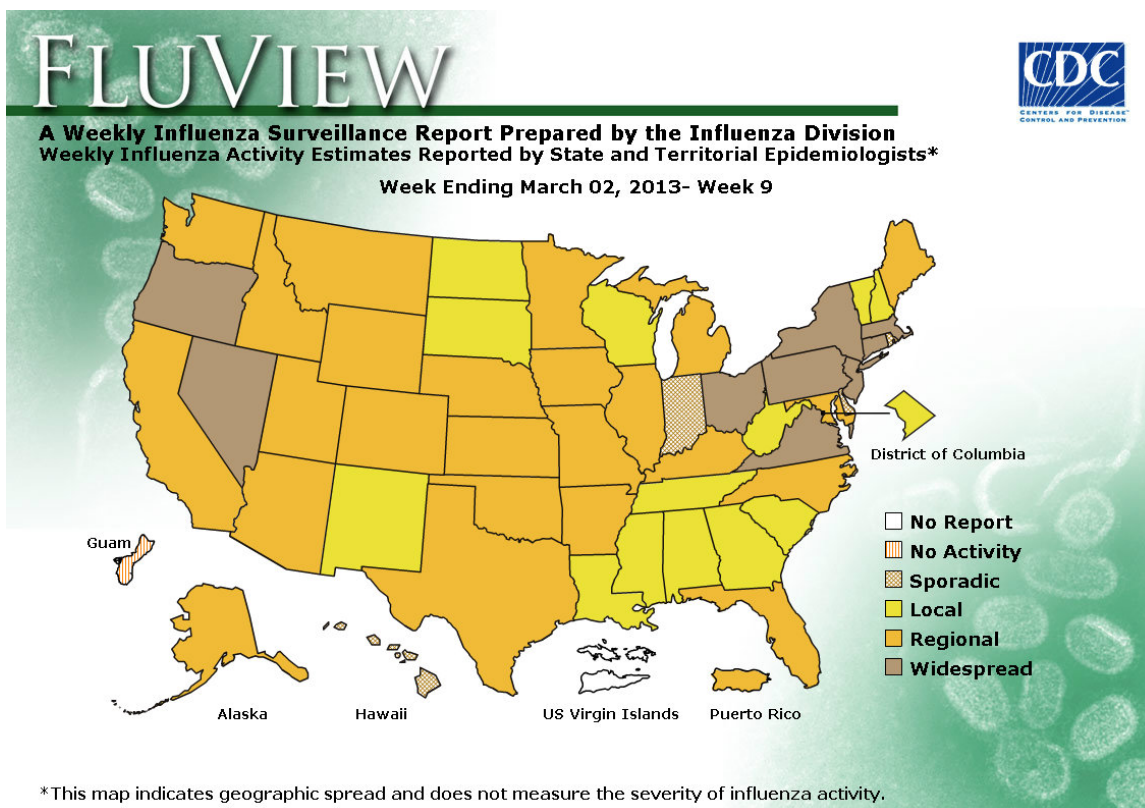 FLUVIEW
CDC
CENTERS FOR DISEASE™
CONTROL AND PREVENTION
A Weekly Influenza Surveillance Report Prepared by the Influenza Division
Weekly Influenza Activity Estimates Reported by State and Territorial Epidemiologists*
Week Ending March 02, 2013- Week 9
District of Columbia
No Report
Guam
No Activity
Sporadic
Local
Regional
Widespread
Alaska
Hawaii
US Virgin Islands
Puerto Rico
*This map indicates geographic spread and does not measure the severity of influenza activity.